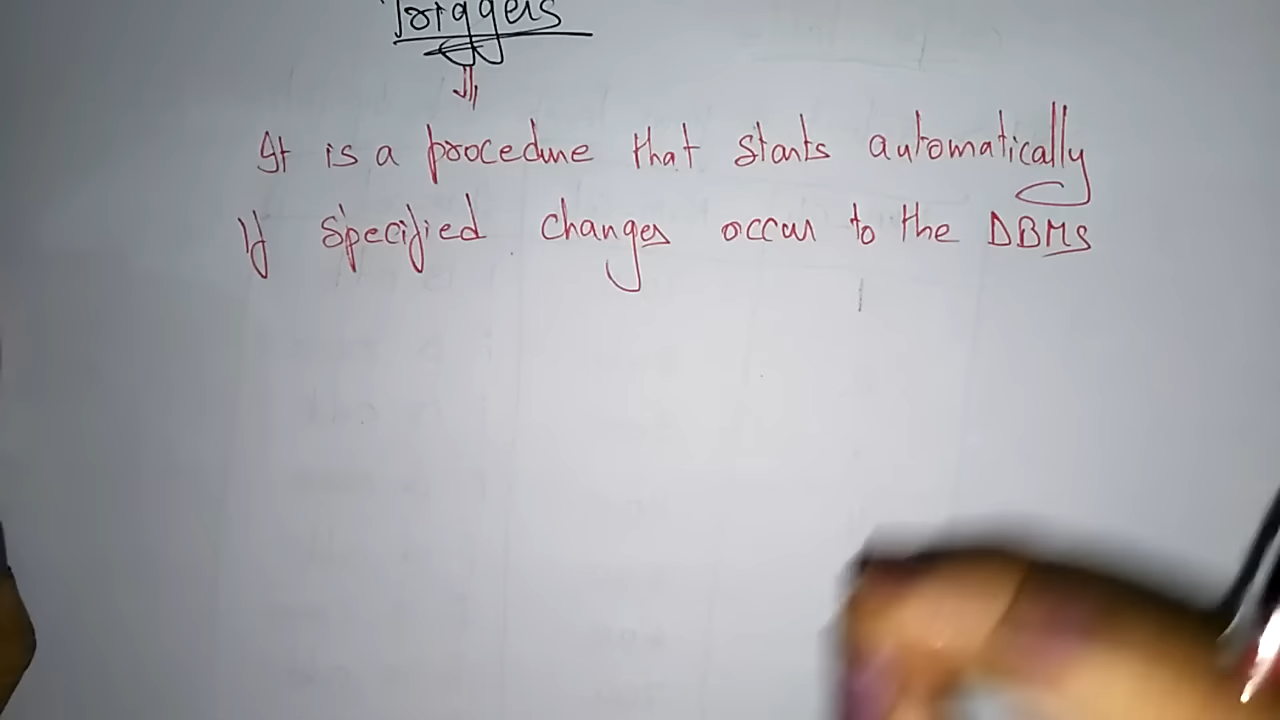 Triggers
It is a procedure that starts automatically
If specified changes occur to the DBMS